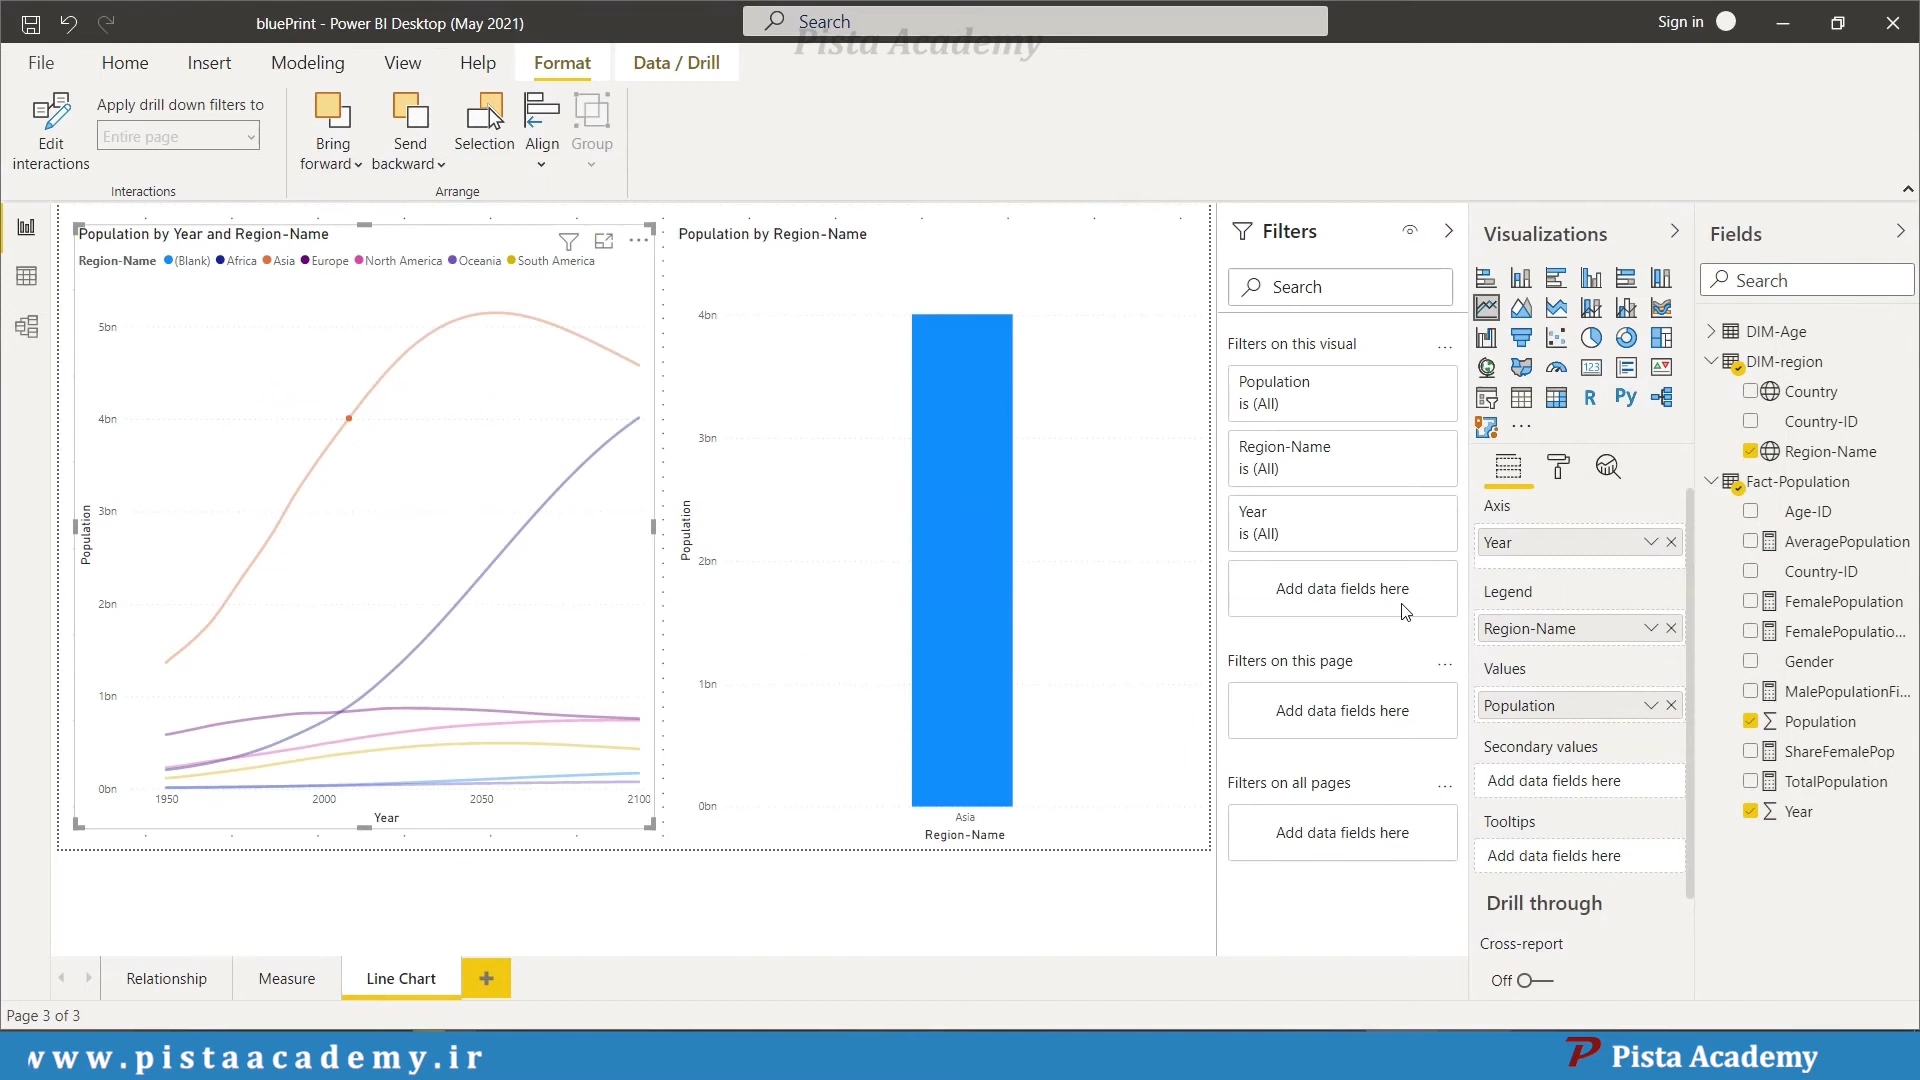 bluePrint - Power BI Desktop (May 2021)
Search
Sign in
Pista Academy
File
Home
Insert
Modeling
View
Help
Format
Data / Drill
Edit
interactions
Apply drill down filters to
Entire page
Interactions
Bring
forward
Send
backward
Selection
Align
Group
Arrange
Population by Year and Region-Name
Region-Name (Blank) Africa Asia Europe North America Oceania South America
5bn
4bn
3bn
2bn
1bn
0bn
Population
1950
2000
2050
2100
Year
Population by Region-Name
4bn
3bn
2bn
1bn
0bn
Population
Asia
Region-Name
Filters
Search
Filters on this visual
Population
is (All)
Region-Name
is (All)
Year
is (All)
Add data fields here
Filters on this page
Add data fields here
Filters on all pages
Add data fields here
Visualizations
123
R
Py
Axis
Year
Legend
Region-Name
Values
Population
Secondary values
Add data fields here
Tooltips
Add data fields here
Drill through
Cross-report
Off
Fields
Search
DIM-Age
DIM-region
Country
Country-ID
Region-Name
Fact-Population
Age-ID
AveragePopulation
Country-ID
FemalePopulation
FemalePopulatio...
Gender
MalePopulationFi...
Population
ShareFemalePop
TotalPopulation
Year
Relationship
Measure
Line Chart
Page 3 of 3
www.pistaacademy.ir
Pista Academy